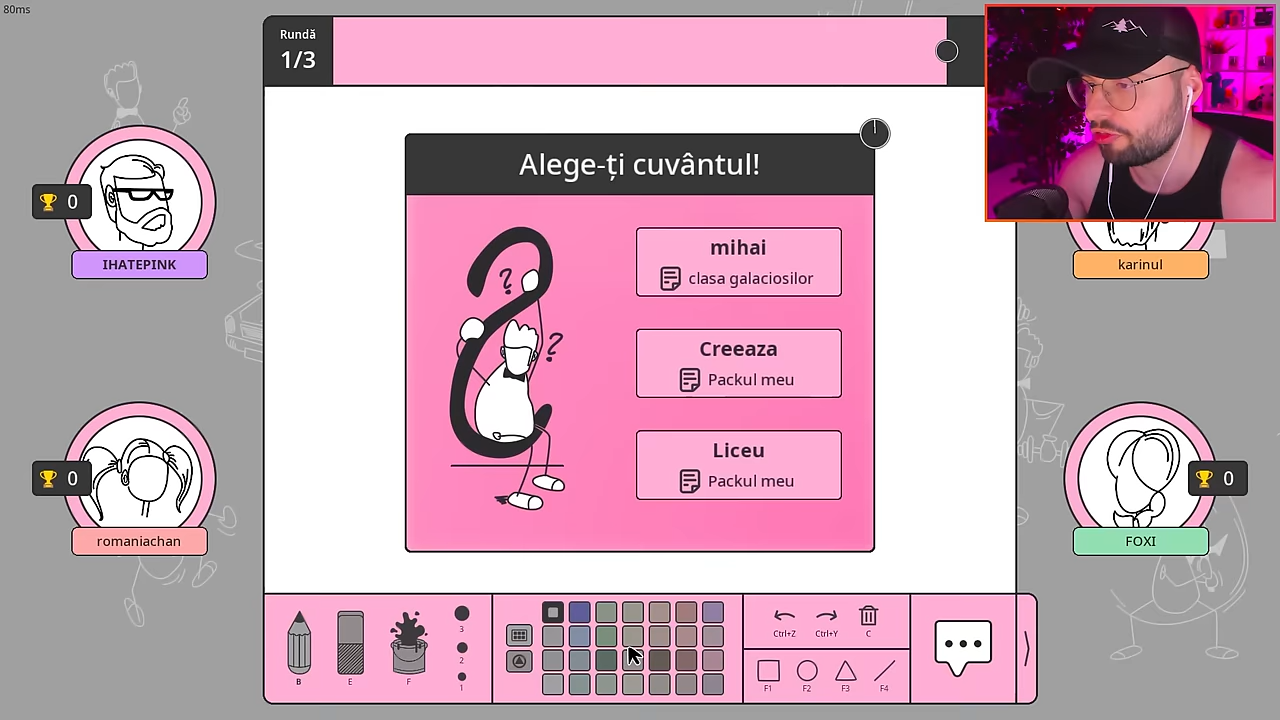 80ms
Rundă
1/3
Alege-ți cuvântul!
mihai
clasa galaciosilor
Creeaza
Packul meu
Liceu
Packul meu
? ?
0
IHATEPINK
0
romaniachan
karinul
0
FOXI
B
E
F
3
2
1
Ctrl+Z
Ctrl+Y
C
F1
F2
F3
F4